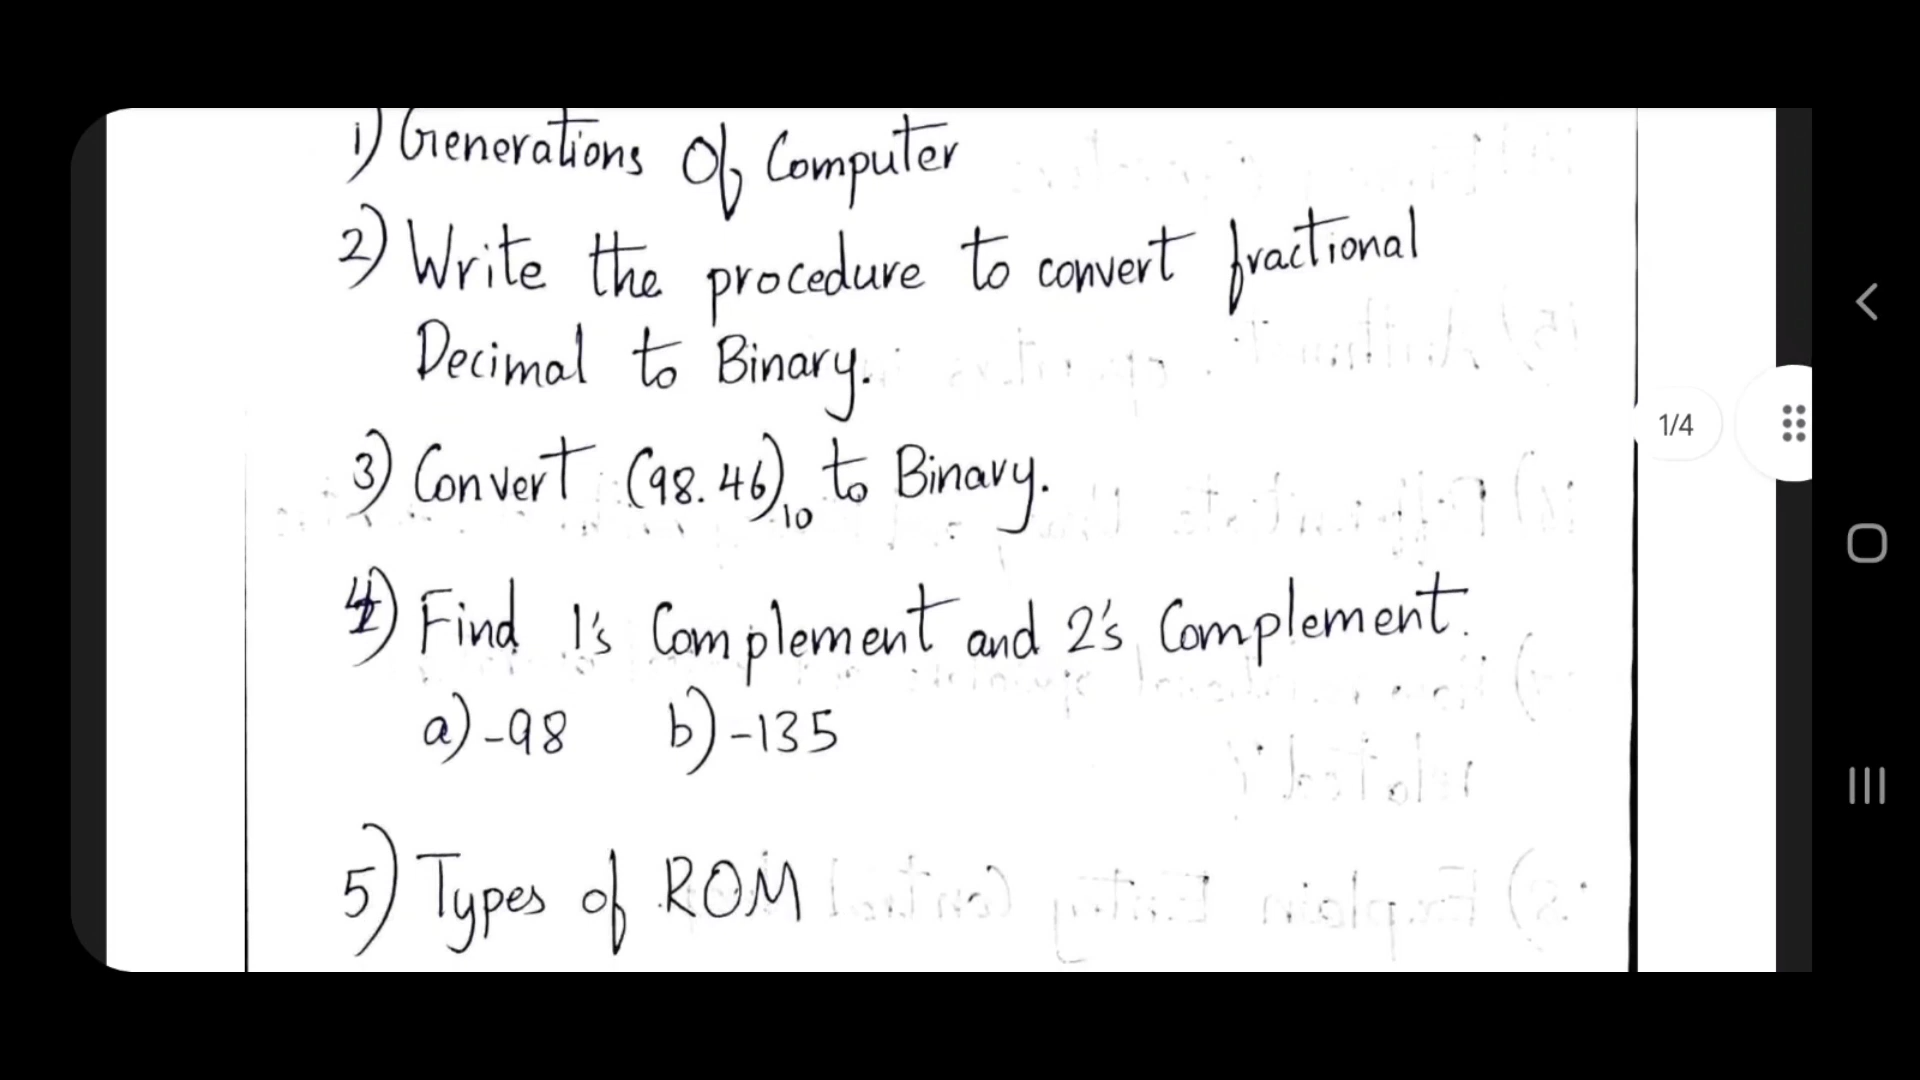 1) Generations Of Computer
2) Write the procedure to convert fractional
Decimal to Binary.
3) Convert (98.46)10 to Binary.
4) Find 1's Complement and 2's Complement.
a) -98 b) -135
5) Types of ROM
1/4